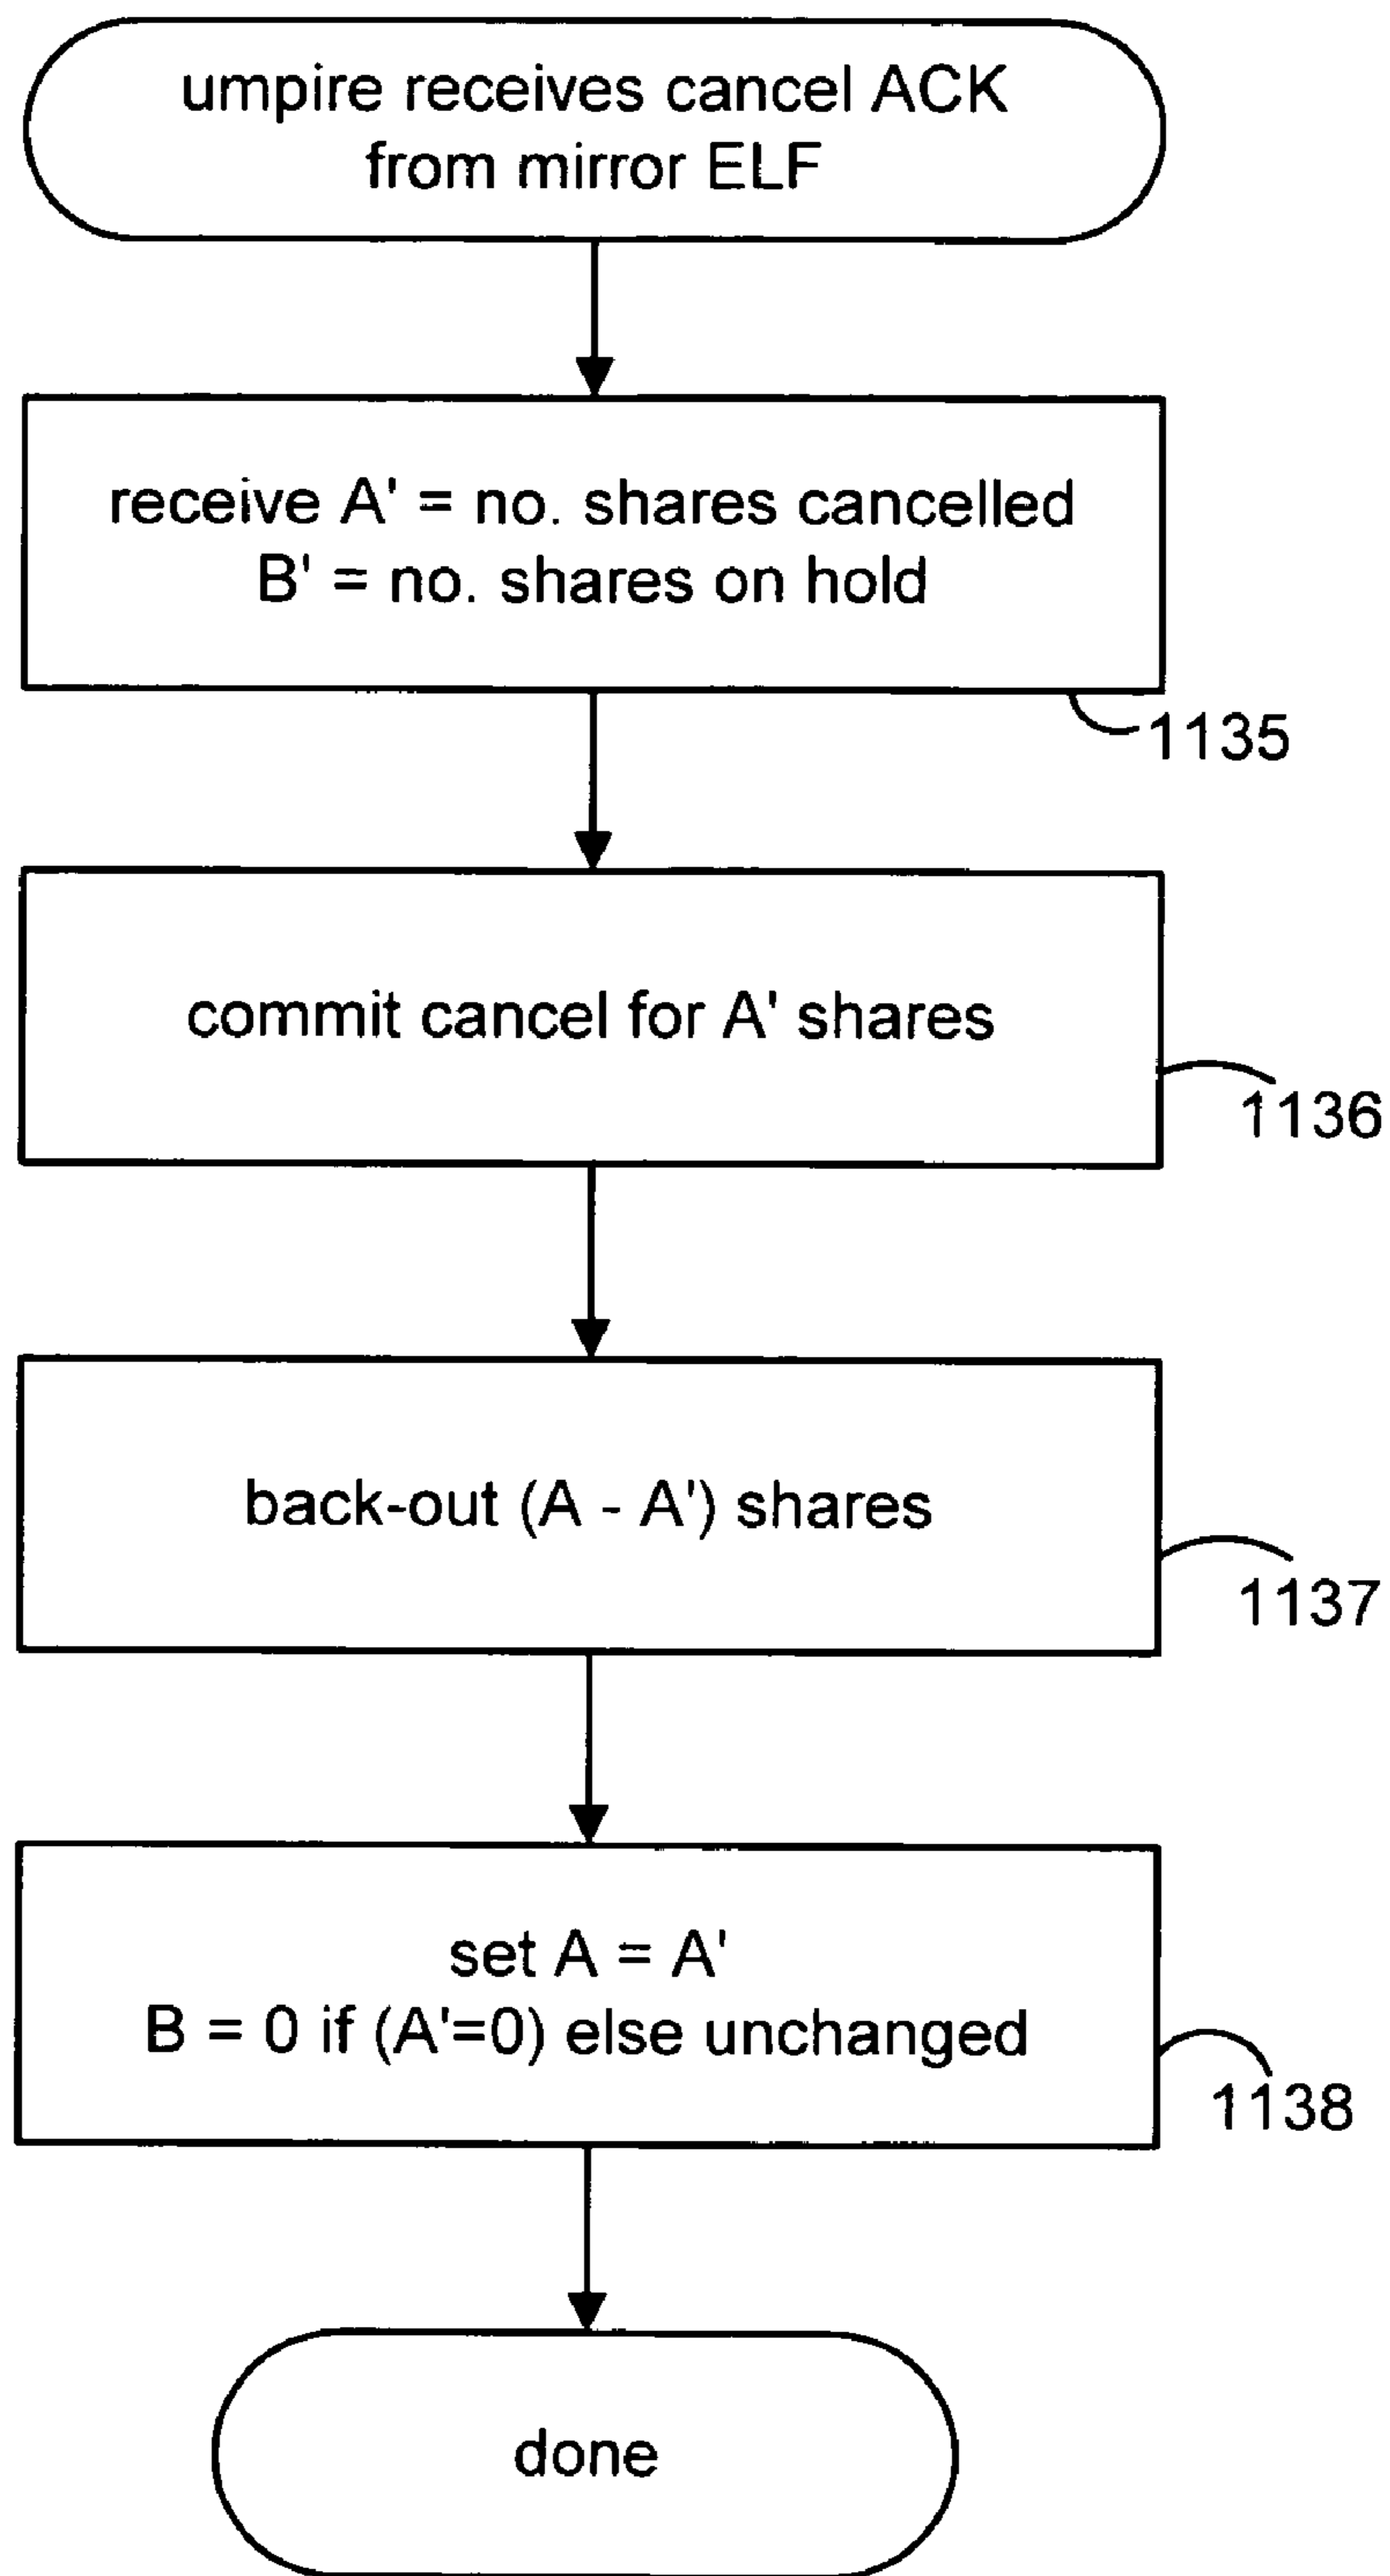 umpire receives cancel ACK
from mirror ELF
receive A' = no. shares cancelled
B' = no. shares on hold
1135
commit cancel for A' shares
1136
back-out (A - A') shares
1137
set A = A'
B = 0 if (A'=0) else unchanged
1138
done